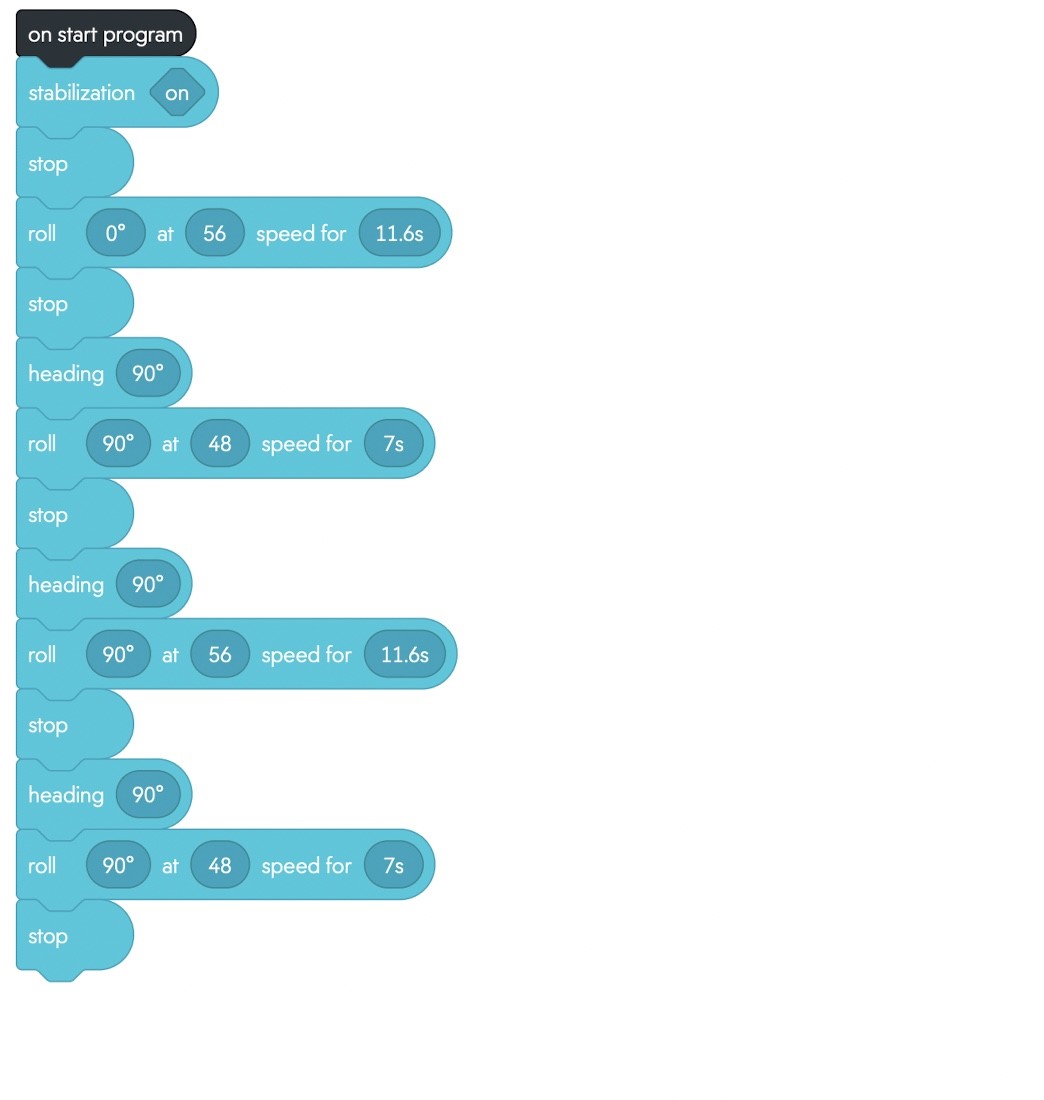 on start program
stabilization on
stop
roll 0° at 56 speed for 11.6s
stop
heading 90°
roll 90° at 48 speed for 7s
stop
heading 90°
roll 90° at 56 speed for 11.6s
stop
heading 90°
roll 90° at 48 speed for 7s
stop